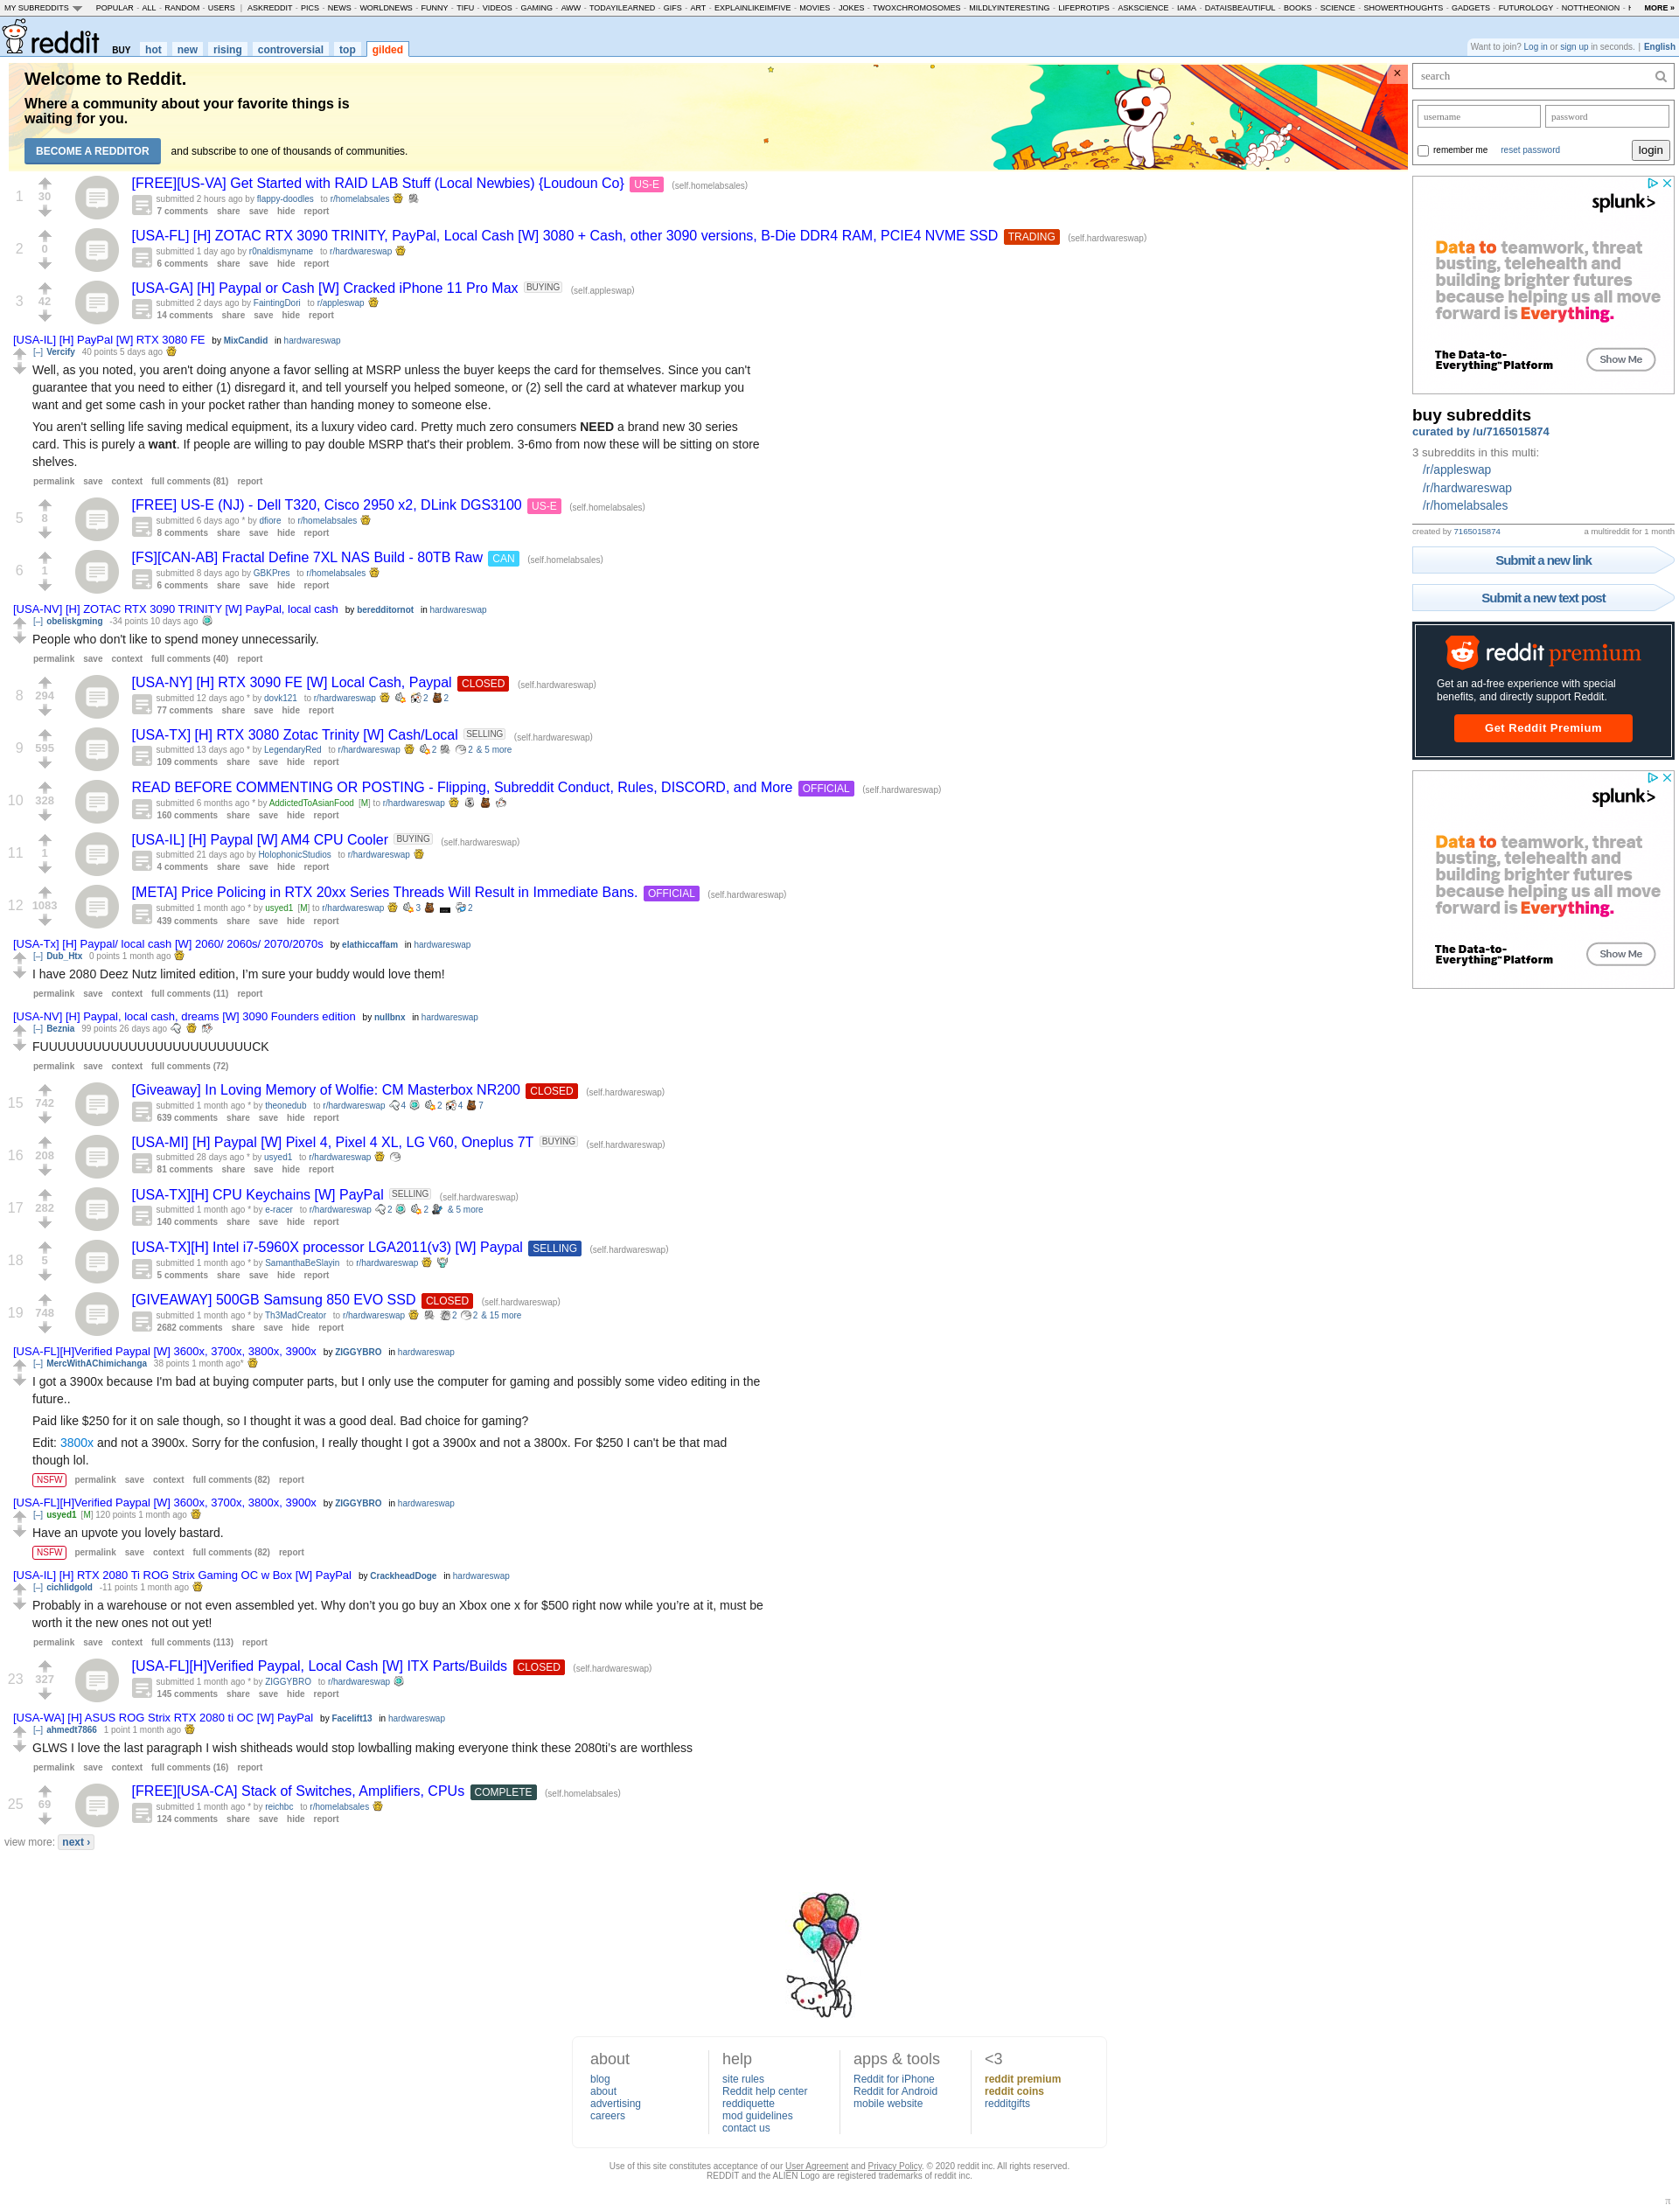 MY SUBREDDITS POPULAR - ALL - RANDOM - USERS | ASKREDDIT - PICS - NEWS - WORLDNEWS - FUNNY - TIFU - VIDEOS - GAMING - AWW - TODAYILEARNED - GIFS - ART - EXPLAINLIKEIMFIVE - MOVIES - JOKES - TWOXCHROMOSOMES - MILDLYINTERESTING - LIFEPROTIPS - ASKSCIENCE - IAMA - DATAISBEAUTIFUL - BOOKS - SCIENCE - SHOWERTHOUGHTS - GADGETS - FUTUROLOGY - NOTTHEONION - MORE »
reddit BUY hot new rising controversial top gilded
Want to join? Log in or sign up in seconds. | English
Welcome to Reddit.
Where a community about your favorite things is
waiting for you.
BECOME A REDDITOR and subscribe to one of thousands of communities.
×
1
30
[FREE][US-VA] Get Started with RAID LAB Stuff (Local Newbies) {Loudoun Co} US-E (self.homelabsales)
submitted 2 hours ago by flappy-doodles to r/homelabsales
7 comments share save hide report
2
0
[USA-FL] [H] ZOTAC RTX 3090 TRINITY, PayPal, Local Cash [W] 3080 + Cash, other 3090 versions, B-Die DDR4 RAM, PCIE4 NVME SSD TRADING (self.hardwareswap)
submitted 1 day ago by r0naldismyname to r/hardwareswap
6 comments share save hide report
3
42
[USA-GA] [H] Paypal or Cash [W] Cracked iPhone 11 Pro Max BUYING (self.appleswap)
submitted 2 days ago by FaintingDori to r/appleswap
14 comments share save hide report
[USA-IL] [H] PayPal [W] RTX 3080 FE by MixCandid in hardwareswap
[–] Vercify 40 points 5 days ago
Well, as you noted, you aren't doing anyone a favor selling at MSRP unless the buyer keeps the card for themselves. Since you can't
guarantee that you need to either (1) disregard it, and tell yourself you helped someone, or (2) sell the card at whatever markup you
want and get some cash in your pocket rather than handing money to someone else.
You aren't selling life saving medical equipment, its a luxury video card. Pretty much zero consumers NEED a brand new 30 series
card. This is purely a want. If people are willing to pay double MSRP that's their problem. 3-6mo from now these will be sitting on store
shelves.
permalink save context full comments (81) report
5
8
[FREE] US-E (NJ) - Dell T320, Cisco 2950 x2, DLink DGS3100 US-E (self.homelabsales)
submitted 6 days ago * by dfiore to r/homelabsales
8 comments share save hide report
6
1
[FS][CAN-AB] Fractal Define 7XL NAS Build - 80TB Raw CAN (self.homelabsales)
submitted 8 days ago by GBKPres to r/homelabsales
6 comments share save hide report
[USA-NV] [H] ZOTAC RTX 3090 TRINITY [W] PayPal, local cash by beredditornot in hardwareswap
[–] obeliskgming -34 points 10 days ago
People who don't like to spend money unnecessarily.
permalink save context full comments (40) report
8
294
[USA-NY] [H] RTX 3090 FE [W] Local Cash, Paypal CLOSED (self.hardwareswap)
submitted 12 days ago * by dovk121 to r/hardwareswap 2 2
77 comments share save hide report
9
595
[USA-TX] [H] RTX 3080 Zotac Trinity [W] Cash/Local SELLING (self.hardwareswap)
submitted 13 days ago * by LegendaryRed to r/hardwareswap 2 2 & 5 more
109 comments share save hide report
10
328
READ BEFORE COMMENTING OR POSTING - Flipping, Subreddit Conduct, Rules, DISCORD, and More OFFICIAL (self.hardwareswap)
submitted 6 months ago * by AddictedToAsianFood [M] to r/hardwareswap
160 comments share save hide report
11
1
[USA-IL] [H] Paypal [W] AM4 CPU Cooler BUYING (self.hardwareswap)
submitted 21 days ago by HolophonicStudios to r/hardwareswap
4 comments share save hide report
12
1083
[META] Price Policing in RTX 20xx Series Threads Will Result in Immediate Bans. OFFICIAL (self.hardwareswap)
submitted 1 month ago * by usyed1 [M] to r/hardwareswap 3 2
439 comments share save hide report
[USA-Tx] [H] Paypal/ local cash [W] 2060/ 2060s/ 2070/2070s by elathiccaffam in hardwareswap
[–] Dub_Htx 0 points 1 month ago
I have 2080 Deez Nutz limited edition, I'm sure your buddy would love them!
permalink save context full comments (11) report
[USA-NV] [H] Paypal, local cash, dreams [W] 3090 Founders edition by nullbnx in hardwareswap
[–] Beznia 99 points 26 days ago
FUUUUUUUUUUUUUUUUUUUUUUUUCK
permalink save context full comments (72)
15
742
[Giveaway] In Loving Memory of Wolfie: CM Masterbox NR200 CLOSED (self.hardwareswap)
submitted 1 month ago * by theonedub to r/hardwareswap 4 2 4 7
639 comments share save hide report
16
208
[USA-MI] [H] Paypal [W] Pixel 4, Pixel 4 XL, LG V60, Oneplus 7T BUYING (self.hardwareswap)
submitted 28 days ago * by usyed1 to r/hardwareswap
81 comments share save hide report
17
282
[USA-TX][H] CPU Keychains [W] PayPal SELLING (self.hardwareswap)
submitted 1 month ago * by e-racer to r/hardwareswap 2 2 & 5 more
140 comments share save hide report
18
5
[USA-TX][H] Intel i7-5960X processor LGA2011(v3) [W] Paypal SELLING (self.hardwareswap)
submitted 1 month ago * by SamanthaBeSlayin to r/hardwareswap
5 comments share save hide report
19
748
[GIVEAWAY] 500GB Samsung 850 EVO SSD CLOSED (self.hardwareswap)
submitted 1 month ago * by Th3MadCreator to r/hardwareswap 2 2 & 15 more
2682 comments share save hide report
[USA-FL][H]Verified Paypal [W] 3600x, 3700x, 3800x, 3900x by ZIGGYBRO in hardwareswap
[–] MercWithAChimichanga 38 points 1 month ago*
I got a 3900x because I'm bad at buying computer parts, but I only use the computer for gaming and possibly some video editing in the
future..
Paid like $250 for it on sale though, so I thought it was a good deal. Bad choice for gaming?
Edit: 3800x and not a 3900x. Sorry for the confusion, I really thought I got a 3900x and not a 3800x. For $250 I can't be that mad
though lol.
NSFW permalink save context full comments (82) report
[USA-FL][H]Verified Paypal [W] 3600x, 3700x, 3800x, 3900x by ZIGGYBRO in hardwareswap
[–] usyed1 [M] 120 points 1 month ago
Have an upvote you lovely bastard.
NSFW permalink save context full comments (82) report
[USA-IL] [H] RTX 2080 Ti ROG Strix Gaming OC w Box [W] PayPal by CrackheadDoge in hardwareswap
[–] cichlidgold -11 points 1 month ago
Probably in a warehouse or not even assembled yet. Why don't you go buy an Xbox one x for $500 right now while you're at it, must be
worth it the new ones not out yet!
permalink save context full comments (113) report
23
327
[USA-FL][H]Verified Paypal, Local Cash [W] ITX Parts/Builds CLOSED (self.hardwareswap)
submitted 1 month ago * by ZIGGYBRO to r/hardwareswap
145 comments share save hide report
[USA-WA] [H] ASUS ROG Strix RTX 2080 ti OC [W] PayPal by Facelift13 in hardwareswap
[–] ahmedt7866 1 point 1 month ago
GLWS I love the last paragraph I wish shitheads would stop lowballing making everyone think these 2080ti's are worthless
permalink save context full comments (16) report
25
69
[FREE][USA-CA] Stack of Switches, Amplifiers, CPUs COMPLETE (self.homelabsales)
submitted 1 month ago * by reichbc to r/homelabsales
124 comments share save hide report
view more: next ›
search
username password
remember me reset password login
splunk>
Data to teamwork, threat
busting, telehealth and
building brighter futures
because helping us all move
forward is Everything.
The Data-to-
Everything™ Platform Show Me
buy subreddits
curated by /u/7165015874
3 subreddits in this multi:
/r/appleswap
/r/hardwareswap
/r/homelabsales
created by 7165015874 a multireddit for 1 month
Submit a new link
Submit a new text post
reddit premium
Get an ad-free experience with special
benefits, and directly support Reddit.
Get Reddit Premium
splunk>
Data to teamwork, threat
busting, telehealth and
building brighter futures
because helping us all move
forward is Everything.
The Data-to-
Everything™ Platform Show Me
about
blog
about
advertising
careers
help
site rules
Reddit help center
reddiquette
mod guidelines
contact us
apps & tools
Reddit for iPhone
Reddit for Android
mobile website
<3
reddit premium
reddit coins
redditgifts
Use of this site constitutes acceptance of our User Agreement and Privacy Policy. © 2020 reddit inc. All rights reserved.
REDDIT and the ALIEN Logo are registered trademarks of reddit inc.
π